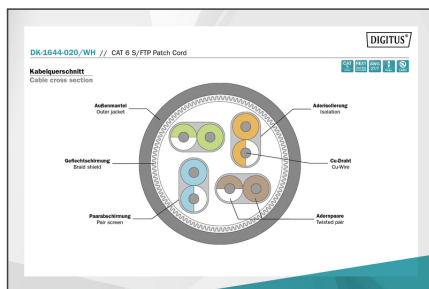 DIGITUS®
DK-1644-020/WH // CAT 6 S/FTP Patch Cord
Kabelquerschnitt
Cable cross section
Außenmantel
Outer jacket
Aderisolierung
Isolation
Geflechtschirmung
Braid shield
Cu-Draht
Cu-Wire
Paarabschirmung
Pair screen
Adernpaare
Twisted pair